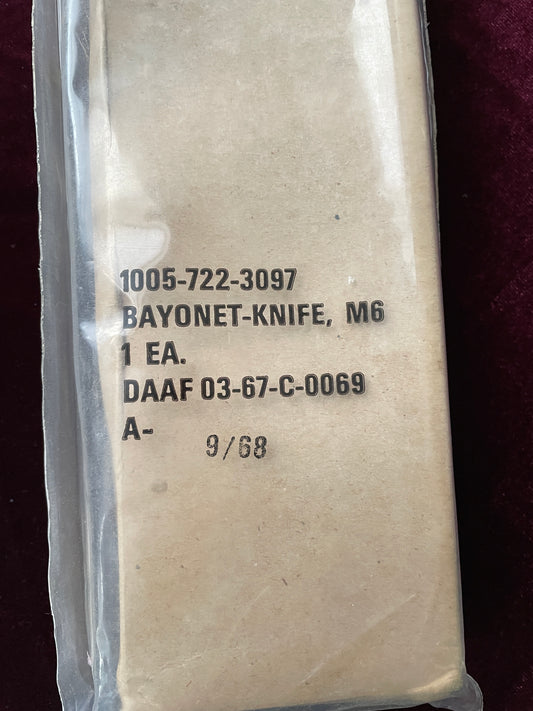 1005-722-3097
BAYONET-KNIFE, M6
1 EA.
DAAF 03-67-C-0069
A-
9/68